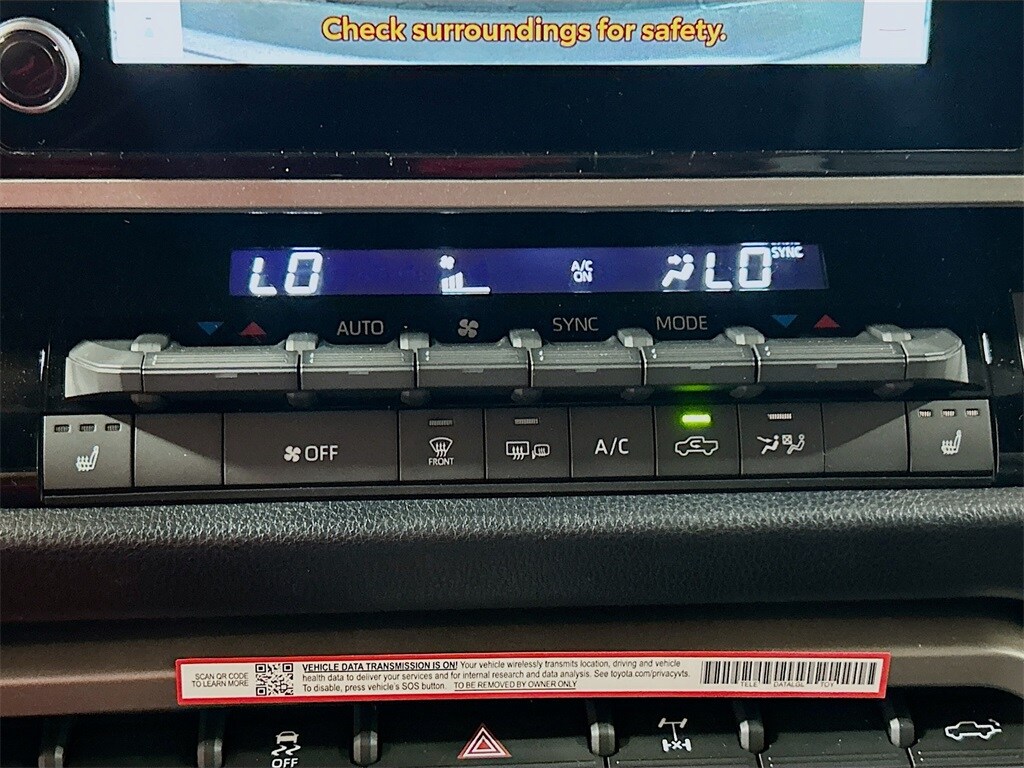 Check surroundings for safety.
LO
A/C
ON
LO
SYNC
AUTO
SYNC
MODE
OFF
FRONT
A/C
SCAN QR CODE
TO LEARN MORE
VEHICLE DATA TRANSMISSION IS ON! Your vehicle wirelessly transmits location, driving and vehicle
health data to deliver your services and for internal research and data analysis. See toyota.com/privacyvts.
To disable, press vehicle's SOS button. TO BE REMOVED BY OWNER ONLY
TELE DATALGL TOY
OFF